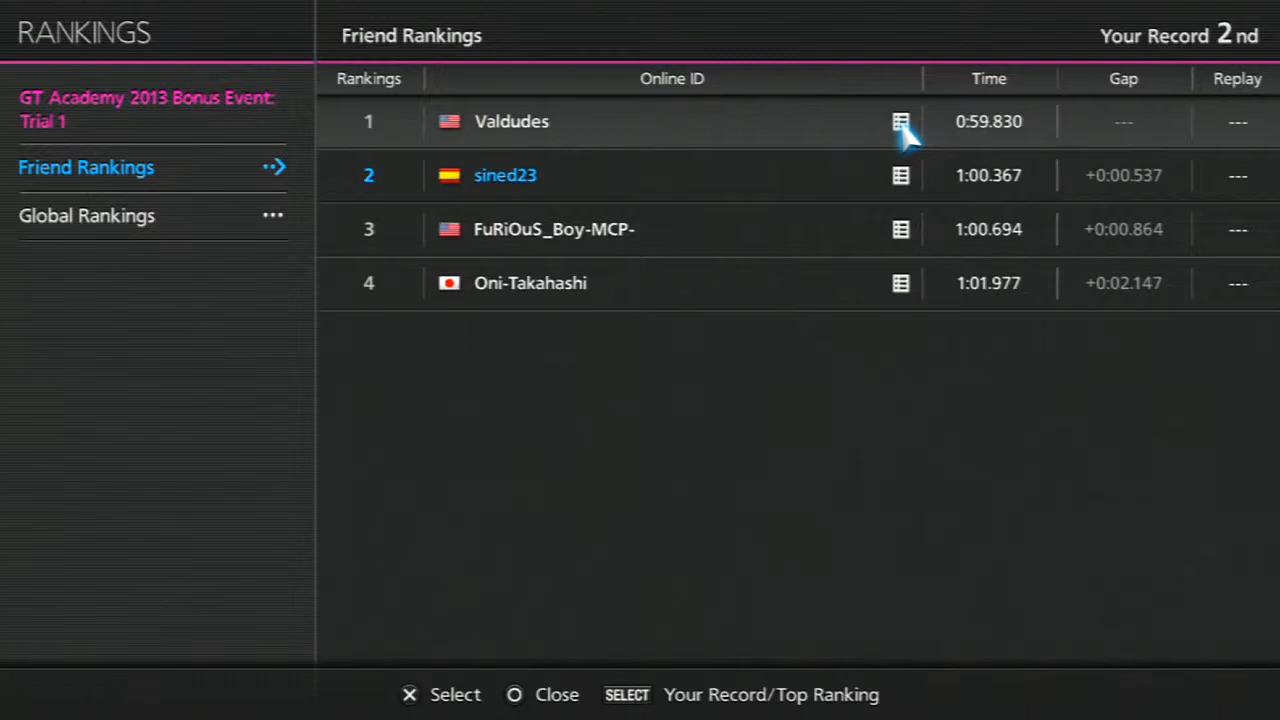 RANKINGS
Friend Rankings
Your Record 2nd
GT Academy 2013 Bonus Event:
Trial 1
Friend Rankings
Global Rankings
Rankings Online ID Time Gap Replay
1 Valdudes 0:59.830 --- ---
2 sined23 1:00.367 +0:00.537 ---
3 FuRiOuS_Boy-MCP- 1:00.694 +0:00.864 ---
4 Oni-Takahashi 1:01.977 +0:02.147 ---
Select Close SELECT Your Record/Top Ranking